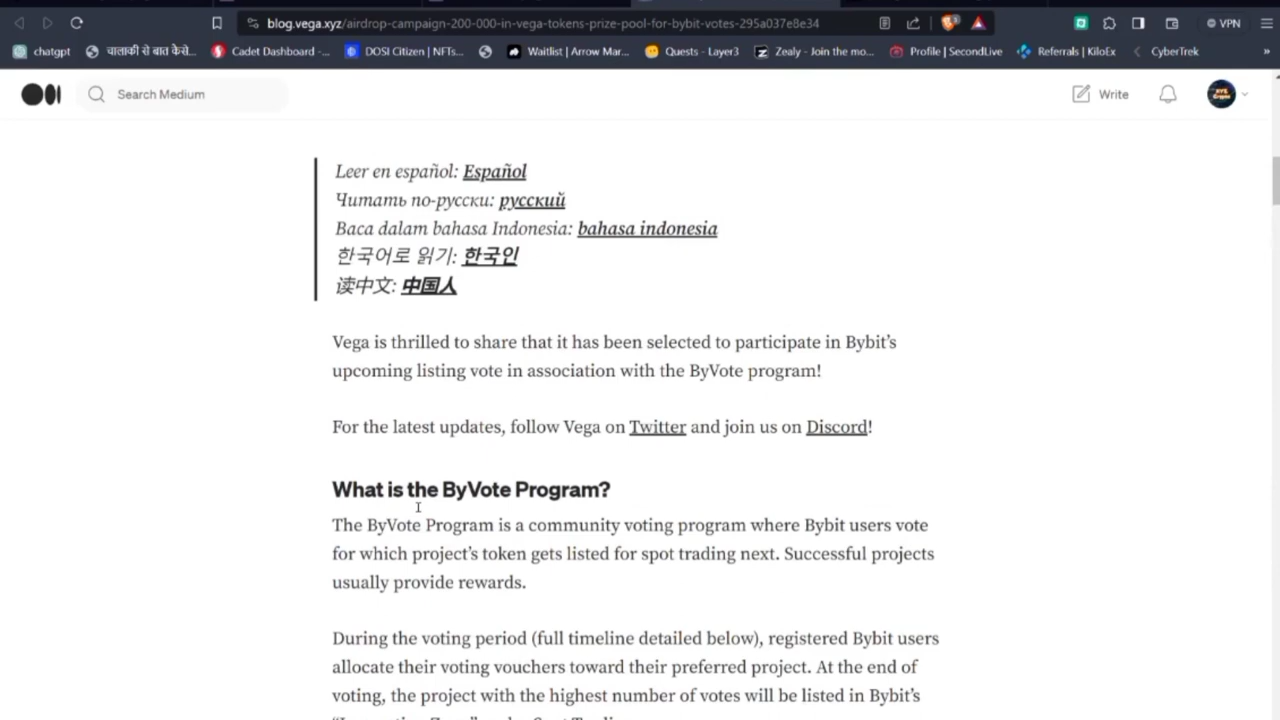 blog.vega.xyz/airdrop-campaign-200-000-in-vega-tokens-prize-pool-for-bybit-votes-295a037e8e34
VPN
chatgpt
चालाकी से बात कैसे...
Cadet Dashboard -...
DOSI Citizen | NFTs...
Waitlist | Arrow Mar...
Quests - Layer3
Zealy - Join the mo...
Profile | SecondLive
Referrals | KiloEx
CyberTrek
»
Search Medium
Write
Leer en español: Español
Читать по-русски: русский
Baca dalam bahasa Indonesia: bahasa indonesia
한국어로 읽기: 한국인
读中文: 中国人
Vega is thrilled to share that it has been selected to participate in Bybit’s
upcoming listing vote in association with the ByVote program!
For the latest updates, follow Vega on Twitter and join us on Discord!
What is the ByVote Program?
The ByVote Program is a community voting program where Bybit users vote
for which project’s token gets listed for spot trading next. Successful projects
usually provide rewards.
During the voting period (full timeline detailed below), registered Bybit users
allocate their voting vouchers toward their preferred project. At the end of
voting, the project with the highest number of votes will be listed in Bybit’s